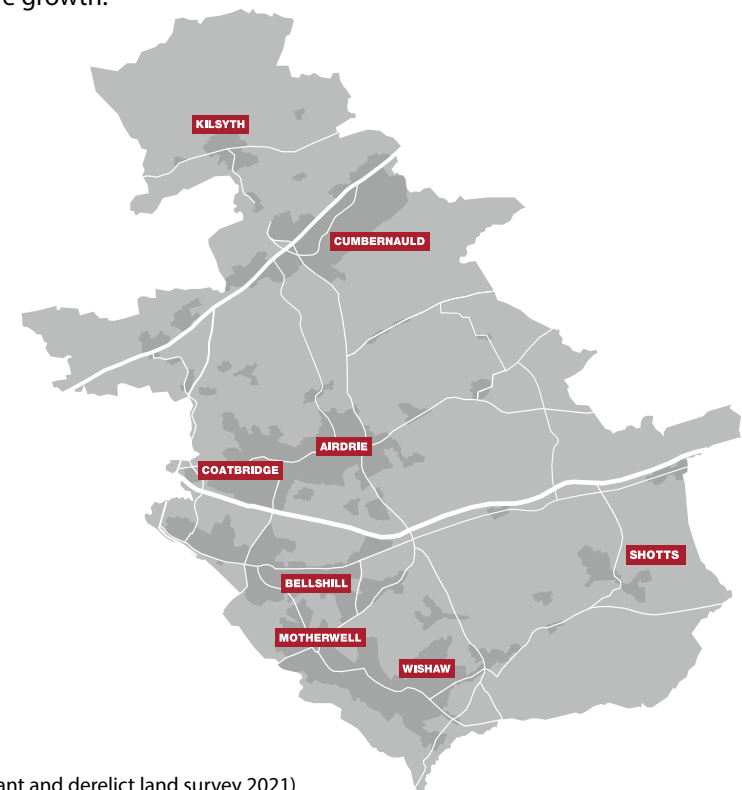 e growth.
KILSYTH
CUMBERNAULD
AIRDRIE
COATBRIDGE
SHOTTS
BELLSHILL
MOTHERWELL
WISHAW
ant and derelict land survey 2021)